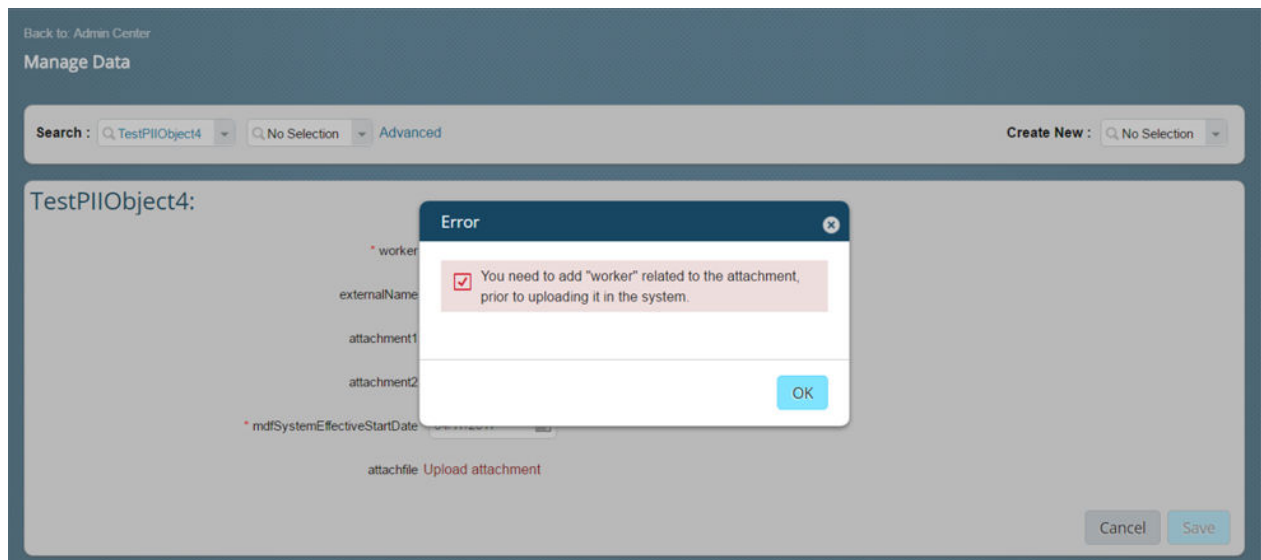 Back to: Admin Center
Manage Data
Search : TestPIIObject4 No Selection Advanced Create New : No Selection
TestPIIObject4:
Error
* worker
You need to add "worker" related to the attachment,
prior to uploading it in the system.
externalName
attachment1
attachment2
OK
* mdfSystemEffectiveStartDate
attachfile Upload attachment
Cancel Save